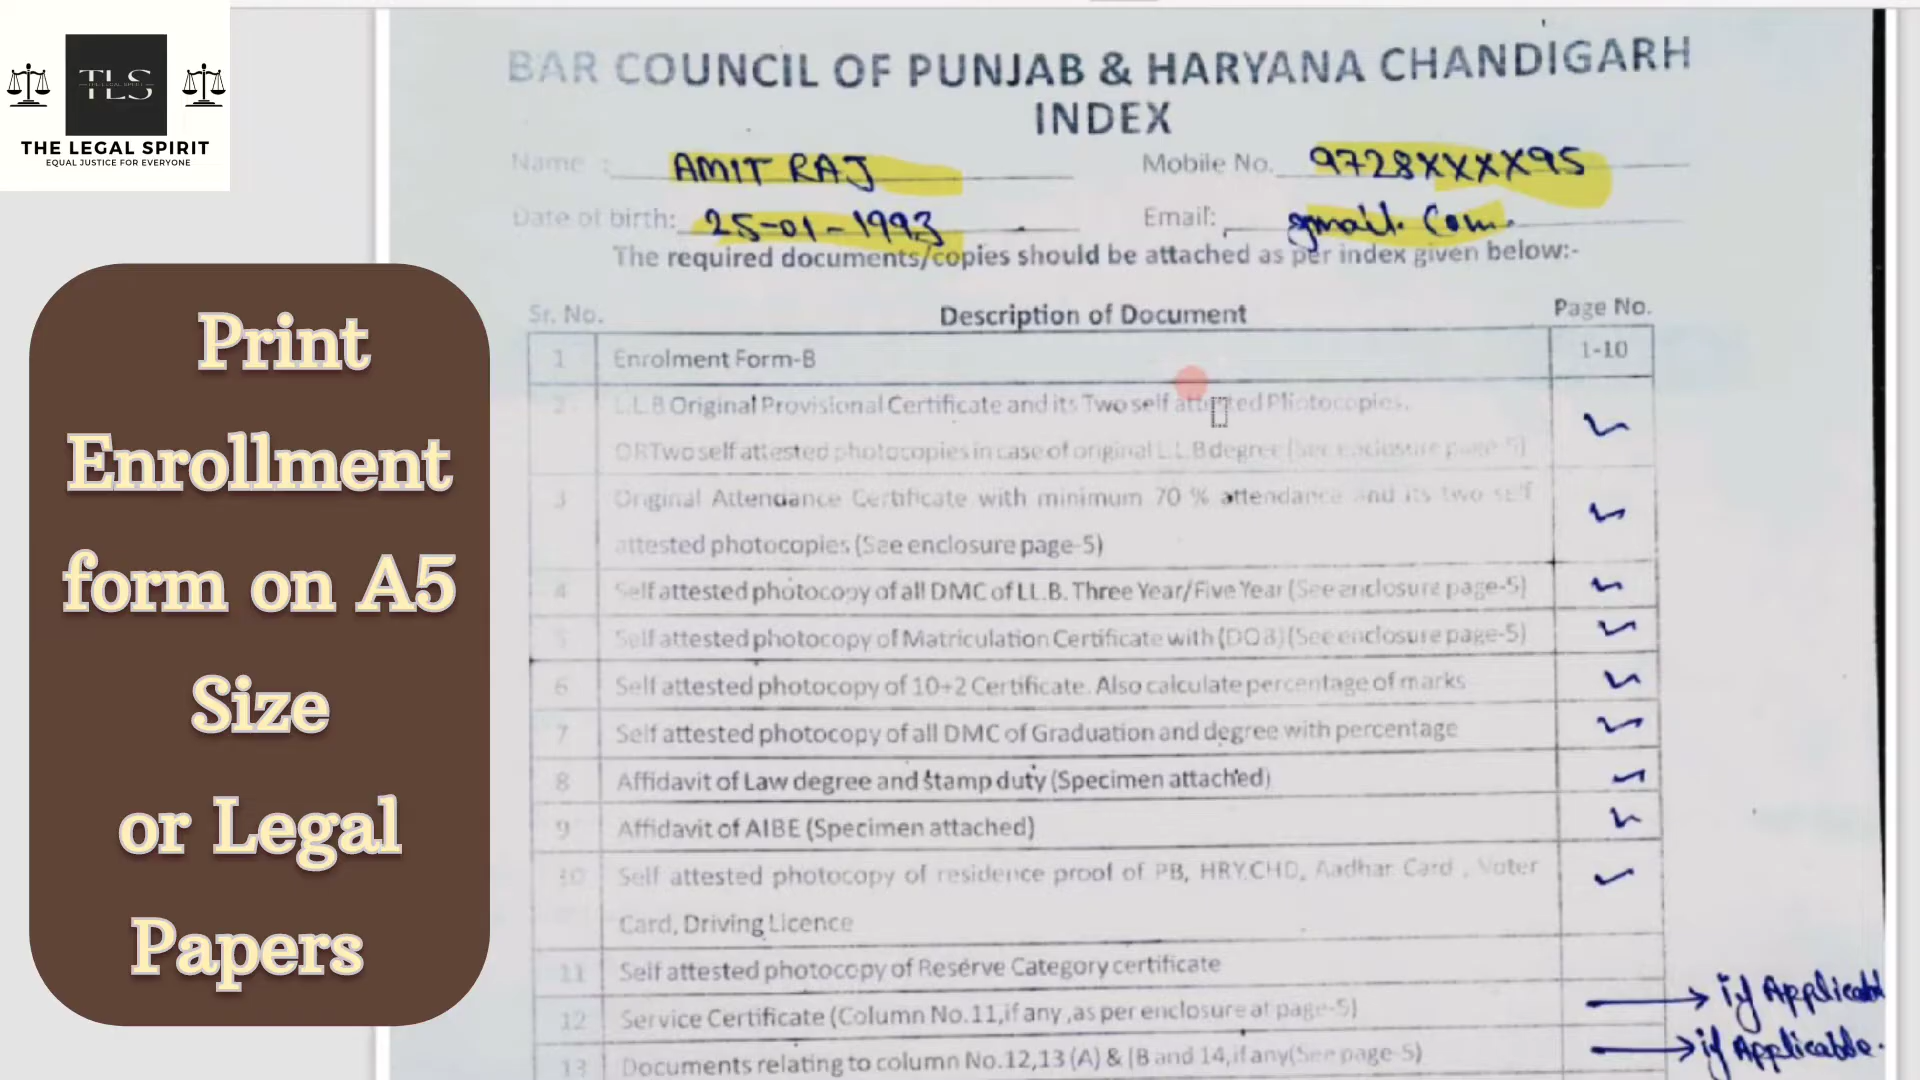 TLS
THE LEGAL SPIRIT
EQUAL JUSTICE FOR EVERYONE
Print
Enrollment
form on A5
Size
or Legal
Papers
BAR COUNCIL OF PUNJAB & HARYANA CHANDIGARH
INDEX
Name : AMIT RAJ Mobile No. 9728XXXX95
Date of birth: 25-01-1993 Email: gmail. Com.
The required documents/copies should be attached as per index given below:-
Sr. No. Description of Document Page No.
1 Enrolment Form-B 1-10
2 L.L.B Original Provisional Certificate and its Two self attested Photocopies.
OR Two self attested photocopies in case of original L.L.B degree (See enclosure page-5)
3 Original Attendance Certificate with minimum 70 % attendance and its two self
attested photocopies (See enclosure page-5)
4 Self attested photocopy of all DMC of LL.B. Three Year/Five Year (See enclosure page-5)
5 Self attested photocopy of Matriculation Certificate with (DOB) (See enclosure page-5)
6 Self attested photocopy of 10+2 Certificate. Also calculate percentage of marks
7 Self attested photocopy of all DMC of Graduation and degree with percentage
8 Affidavit of Law degree and stamp duty (Specimen attached)
9 Affidavit of AIBE (Specimen attached)
10 Self attested photocopy of residence proof of PB, HRY,CHD, Aadhar Card , Voter
Card, Driving Licence
11 Self attested photocopy of Reserve Category certificate
12 Service Certificate (Column No.11,if any ,as per enclosure at page-5) if Applicabl
13 Documents relating to column No.12,13 (A) & (B and 14,if any(See page-5) if Applicable.